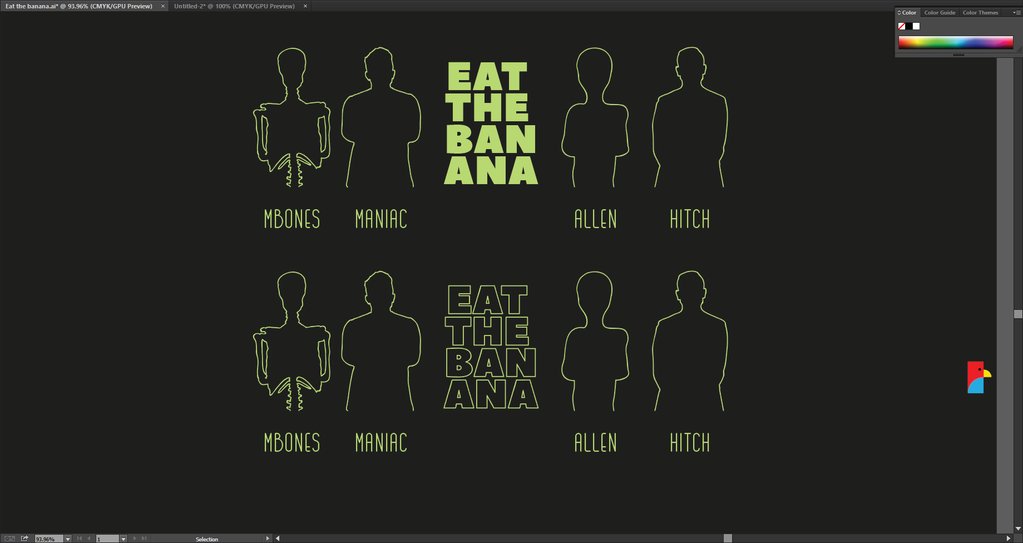 Eat the banana.ai* @ 93.96% (CMYK/GPU Preview) ×
Untitled-2* @ 100% (CMYK/GPU Preview) ×
Color
Color Guide
Color Themes
EAT
THE
BAN
ANA
MBONES
MANIAC
ALLEN
HITCH
EAT
THE
BAN
ANA
MBONES
MANIAC
ALLEN
HITCH
93.96%
1
Selection